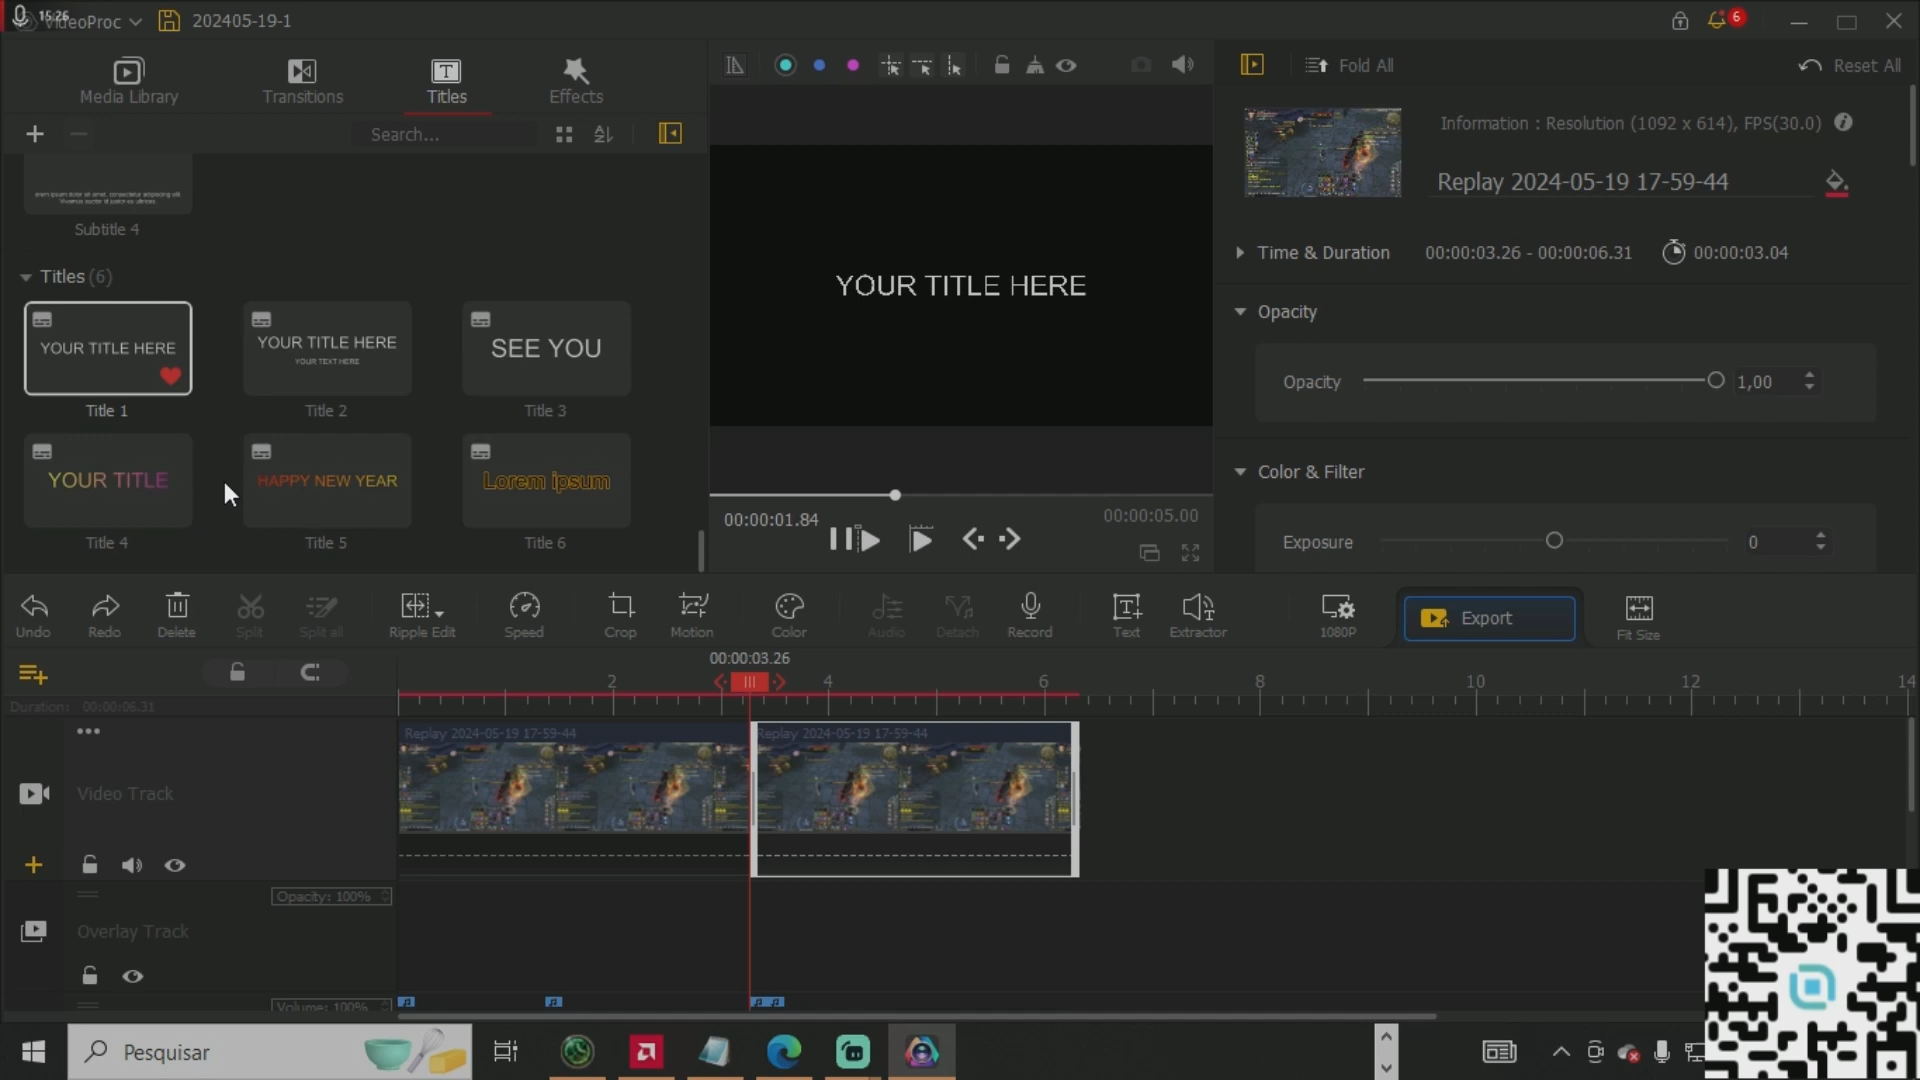 15:26
VideoProc
202405-19-1
6
Media Library
Transitions
Titles
Effects
Fold All
Reset All
Search...
Information : Resolution (1092 x 614), FPS(30.0)
Replay 2024-05-19 17-59-44
Subtitle 4
Time & Duration
00:00:03.26 - 00:00:06.31
00:00:03.04
Titles (6)
YOUR TITLE HERE
YOUR TITLE HERE
YOUR TEXT HERE
SEE YOU
YOUR TITLE HERE
Opacity
Opacity
1,00
Title 1
Title 2
Title 3
YOUR TITLE
HAPPY NEW YEAR
Lorem ipsum
Color & Filter
Title 4
Title 5
Title 6
00:00:01.84
00:00:05.00
Exposure
0
Undo
Redo
Delete
Split
Split all
Ripple Edit
Speed
Crop
Motion
Color
Audio
Detach
Record
Text
Extractor
1080P
Export
Fit Size
00:00:03.26
2
4
6
8
10
12
14
Duration: 00:00:06.31
Replay 2024-05-19 17-59-44
Replay 2024-05-19 17-59-44
Video Track
Opacity: 100%
Overlay Track
Volume: 100%
Pesquisar